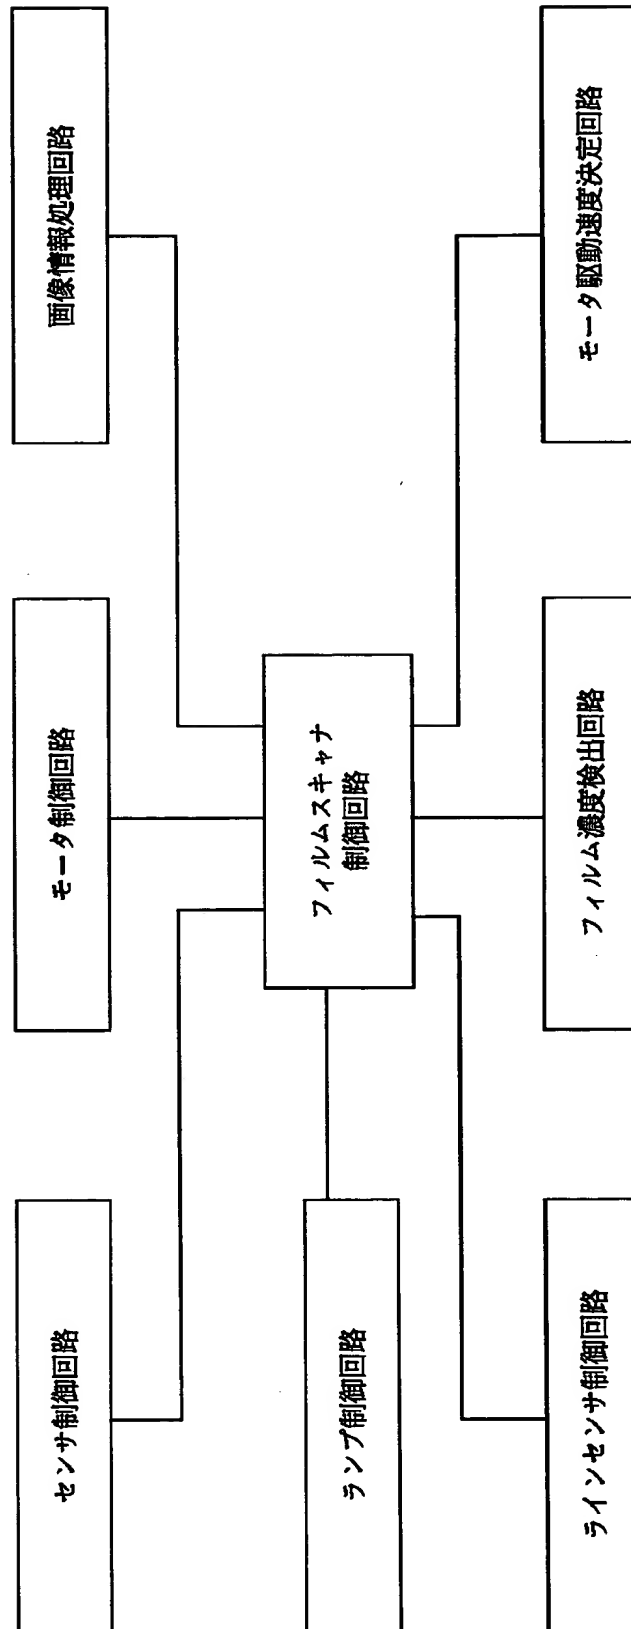 センサ制御回路
モータ制御回路
画像情報処理回路
ランプ制御回路
フィルムスキャナ
制御回路
ラインセンサ制御回路
フィルム濃度検出回路
モータ駆動速度決定回路